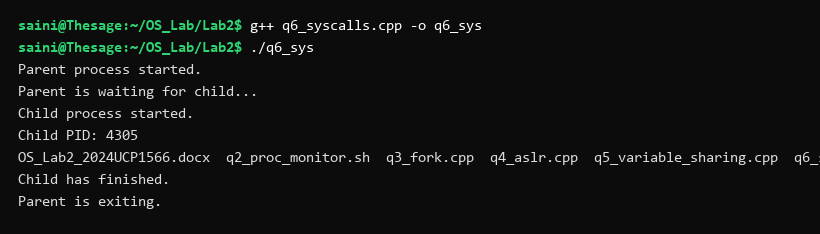 saini@Thesage:~/OS_Lab/Lab2$ g++ q6_syscalls.cpp -o q6_sys
saini@Thesage:~/OS_Lab/Lab2$ ./q6_sys
Parent process started.
Parent is waiting for child...
Child process started.
Child PID: 4305
OS_Lab2_2024UCP1566.docx  q2_proc_monitor.sh  q3_fork.cpp  q4_aslr.cpp  q5_variable_sharing.cpp
Child has finished.
Parent is exiting.